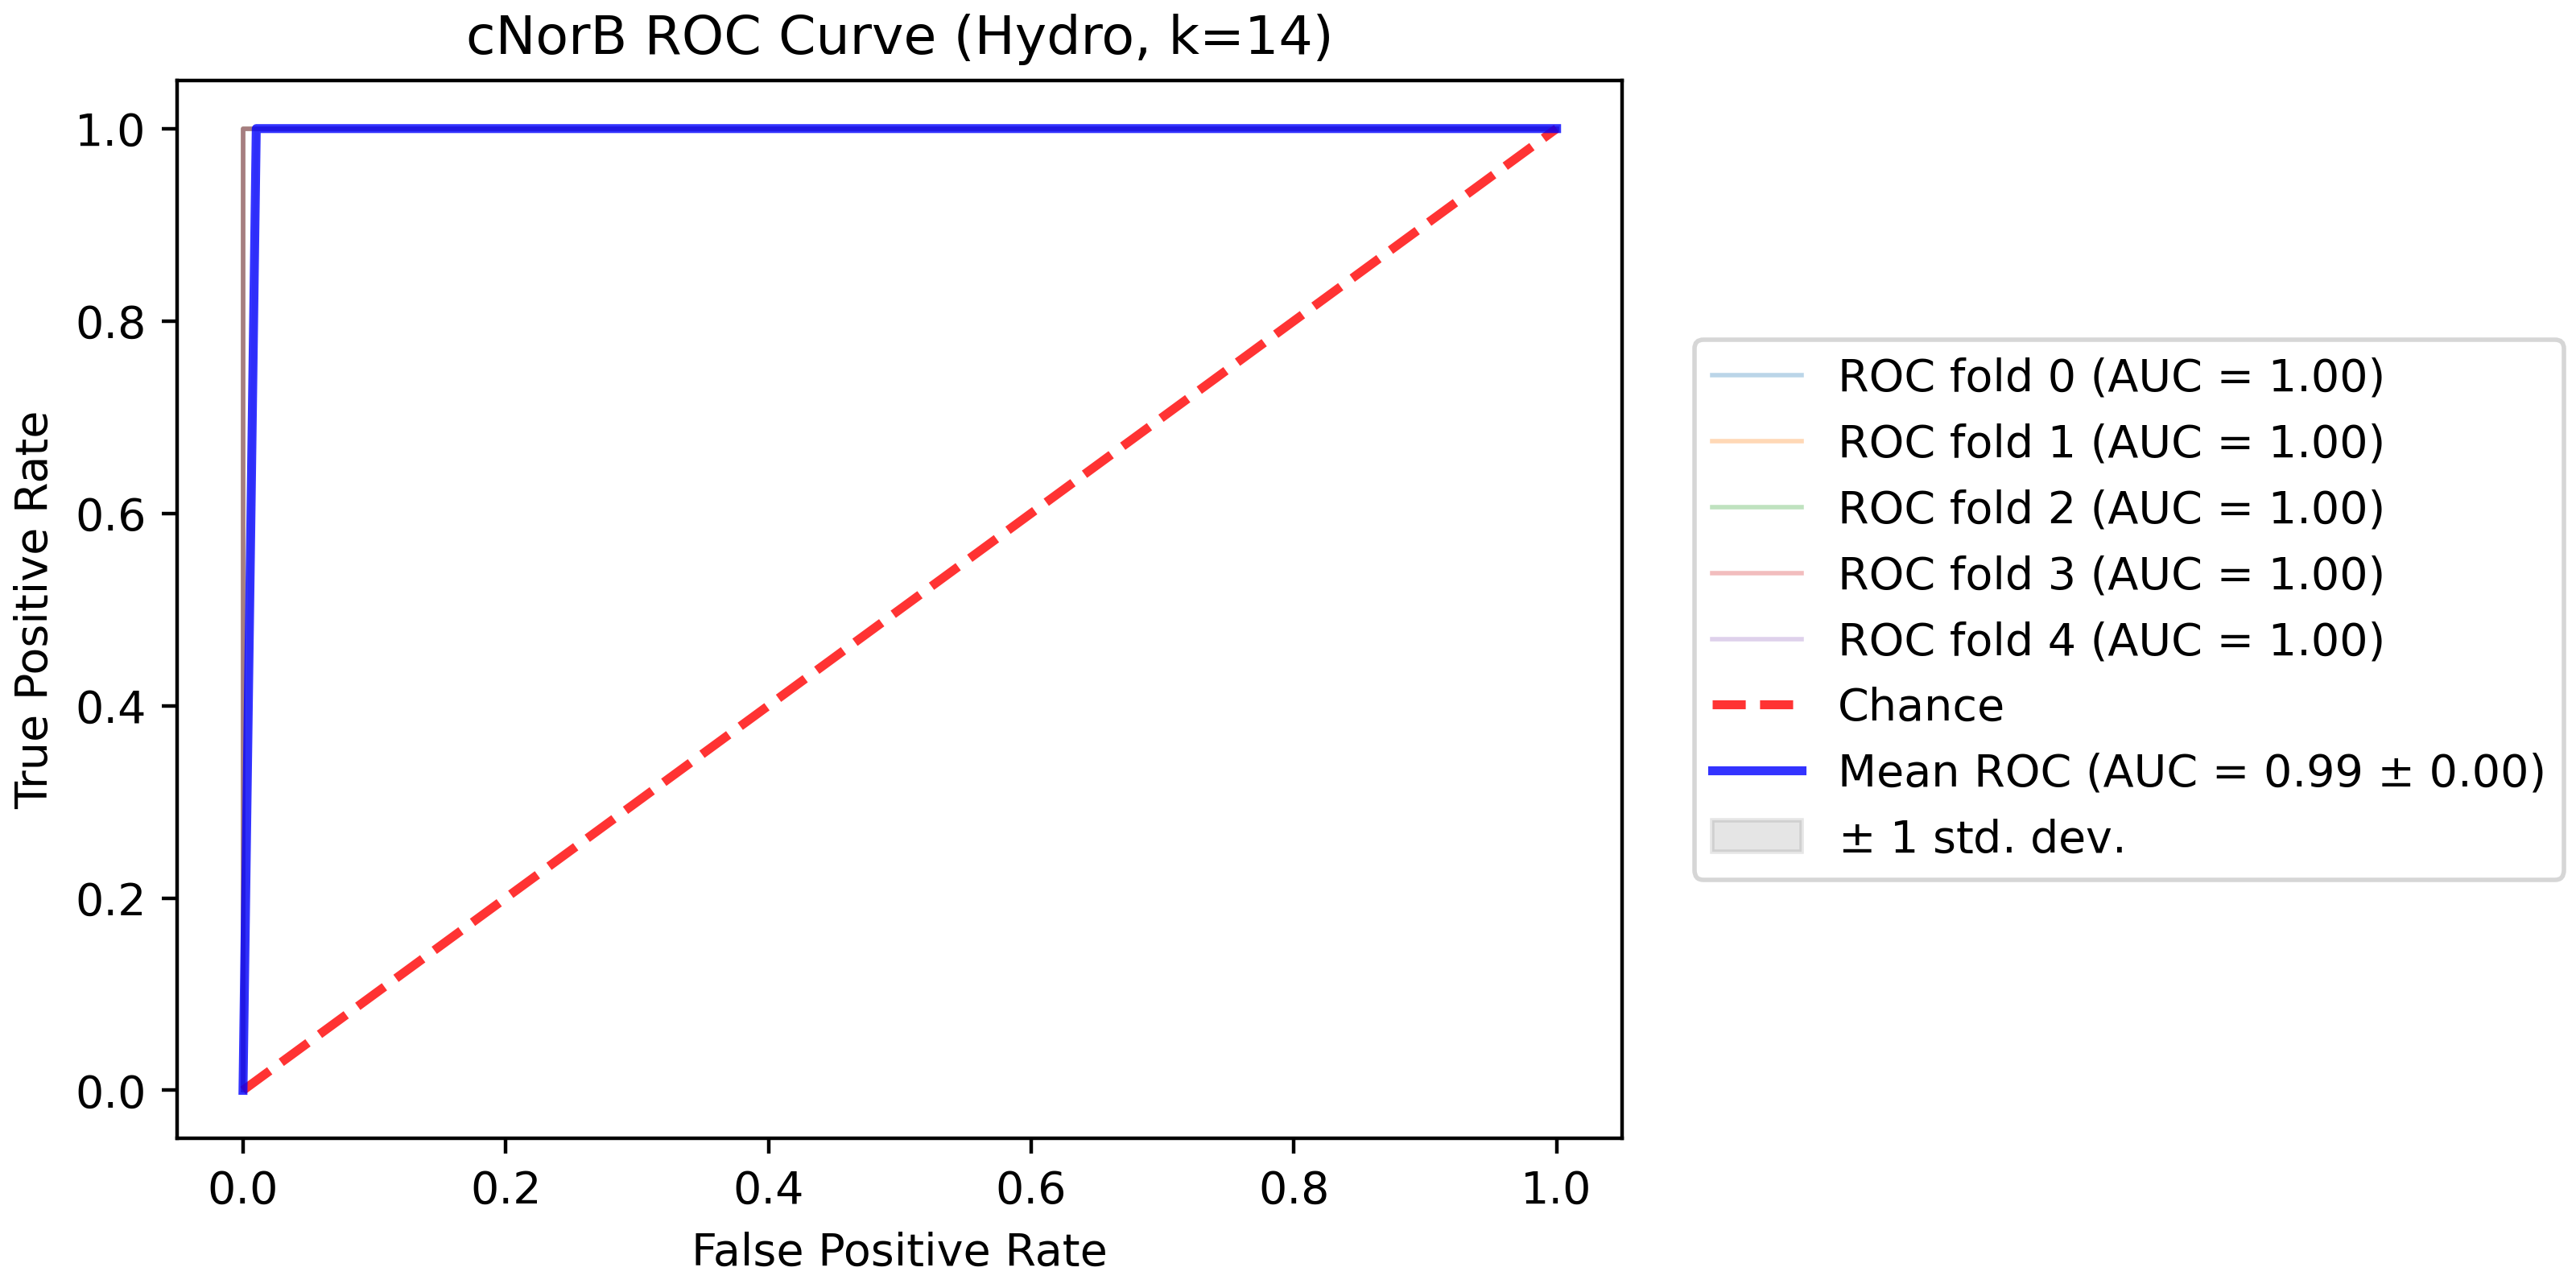 cNorB ROC Curve (Hydro, k=14)
1.0
0.8
0.6
0.4
0.2
0.0
True Positive Rate
0.0 0.2 0.4 0.6 0.8 1.0
False Positive Rate
ROC fold 0 (AUC = 1.00)
ROC fold 1 (AUC = 1.00)
ROC fold 2 (AUC = 1.00)
ROC fold 3 (AUC = 1.00)
ROC fold 4 (AUC = 1.00)
Chance
Mean ROC (AUC = 0.99 ± 0.00)
± 1 std. dev.